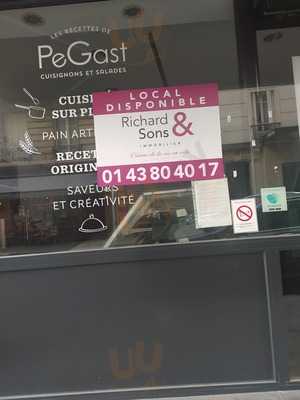 LES RECETTES DE
PeGast
CUISIGNONS ET SALADES
CUISI
SUR PL
PAIN ART
RECET
ORIGIN
SAVEURS
ET CRÉATIVITÉ
LOCAL
DISPONIBLE
Richard
& Sons
IMMOBILIER
01 43 80 40 17